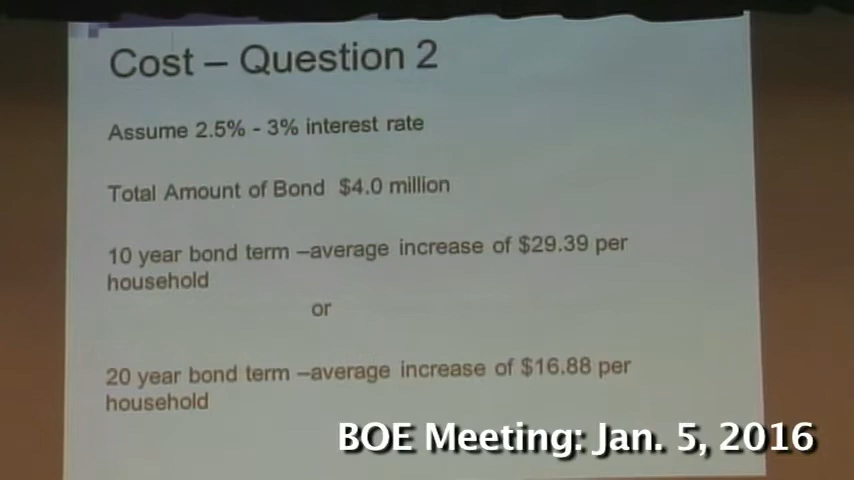 Cost – Question 2
Assume 2.5% - 3% interest rate
Total Amount of Bond $4.0 million
10 year bond term –average increase of $29.39 per
household
or
20 year bond term –average increase of $16.88 per
household
BOE Meeting: Jan. 5, 2016